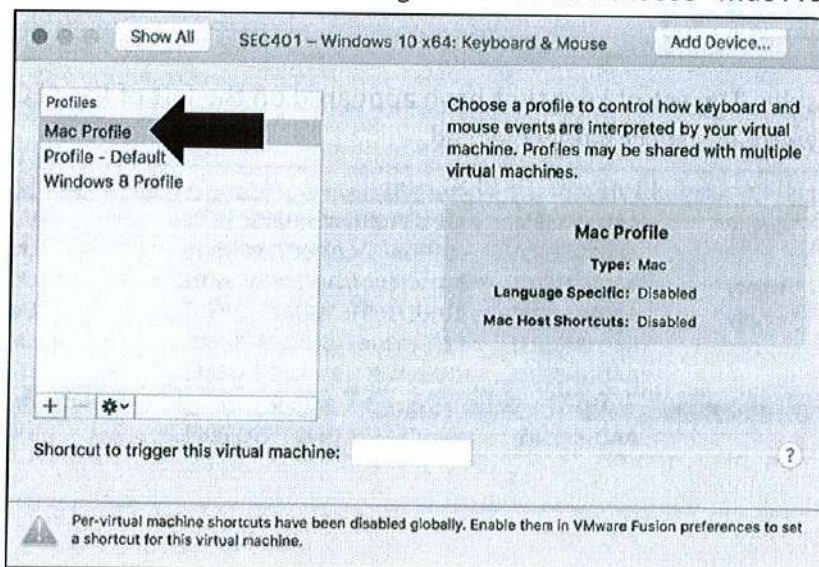 Show All
SEC401 – Windows 10 x64: Keyboard & Mouse
Add Device...
Profiles
Mac Profile
Profile - Default
Windows 8 Profile
Choose a profile to control how keyboard and
mouse events are interpreted by your virtual
machine. Profiles may be shared with multiple
virtual machines.
Mac Profile
Type: Mac
Language Specific: Disabled
Mac Host Shortcuts: Disabled
Shortcut to trigger this virtual machine:
?
Per-virtual machine shortcuts have been disabled globally. Enable them in VMware Fusion preferences to set
a shortcut for this virtual machine.